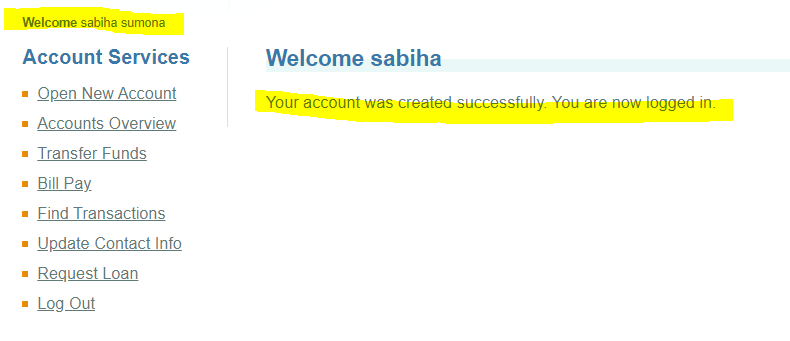 Welcome sabiha sumona
Account Services
Open New Account
Accounts Overview
Transfer Funds
Bill Pay
Find Transactions
Update Contact Info
Request Loan
Log Out
Welcome sabiha
Your account was created successfully. You are now logged in.